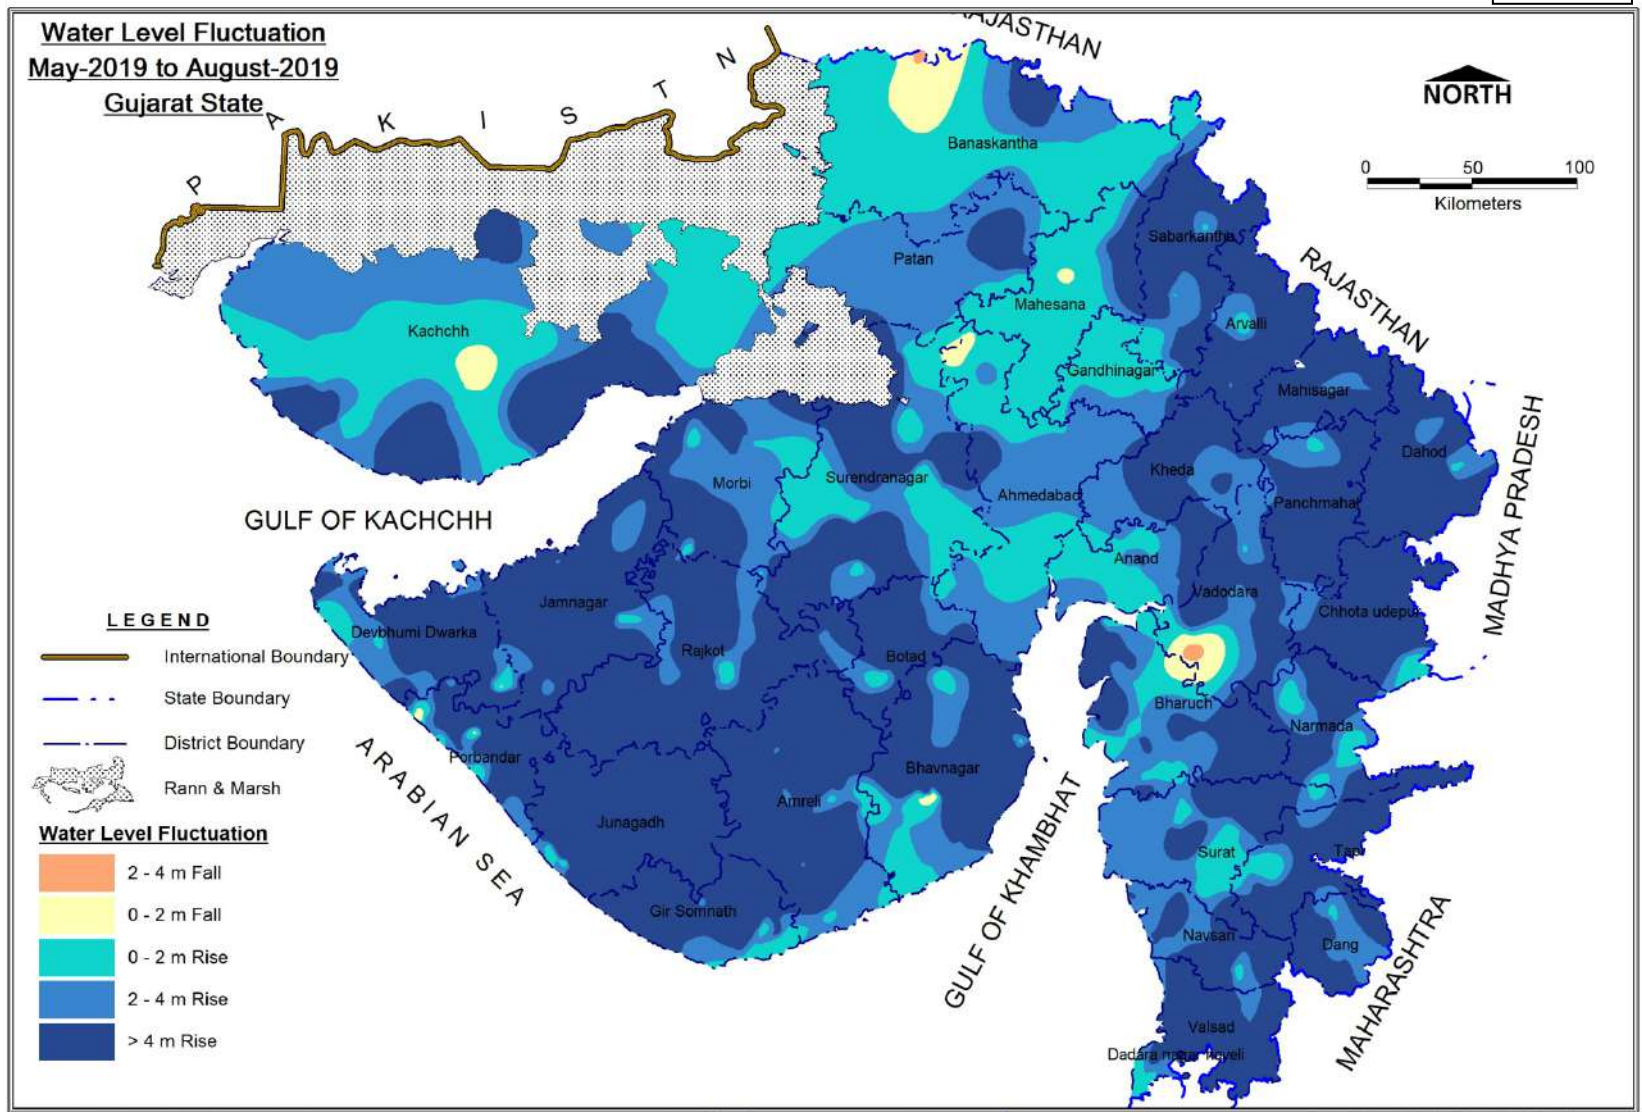 Water Level Fluctuation
May-2019 to August-2019
Gujarat State
RAJASTHAN
NORTH
0 50 100
Kilometers
P A K I S T N
Banaskantha
Sabarkantha
Patan
RAJASTHAN
Mahesana
Kachchh
Arvalli
Gandhinagar
Mahisagar
MADHYA PRADESH
Dahod
Kheda
Surendranagar
Morbi
Ahmedabad
Panchmahal
GULF OF KACHCHH
Anand
Vadodara
Jamnagar
Chhota udepur
Devbhumi Dwarka
Rajkot
Botad
Bharuch
Narmada
Porbandar
Bhavnagar
ARABIAN SEA
Amreli
Junagadh
GULF OF KHAMBHAT
Surat
Tapi
Gir Somnath
Navsari
Dang
MAHARASHTRA
Valsad
Dadara nagar haveli
LEGEND
International Boundary
State Boundary
District Boundary
Rann & Marsh
Water Level Fluctuation
2 - 4 m Fall
0 - 2 m Fall
0 - 2 m Rise
2 - 4 m Rise
> 4 m Rise